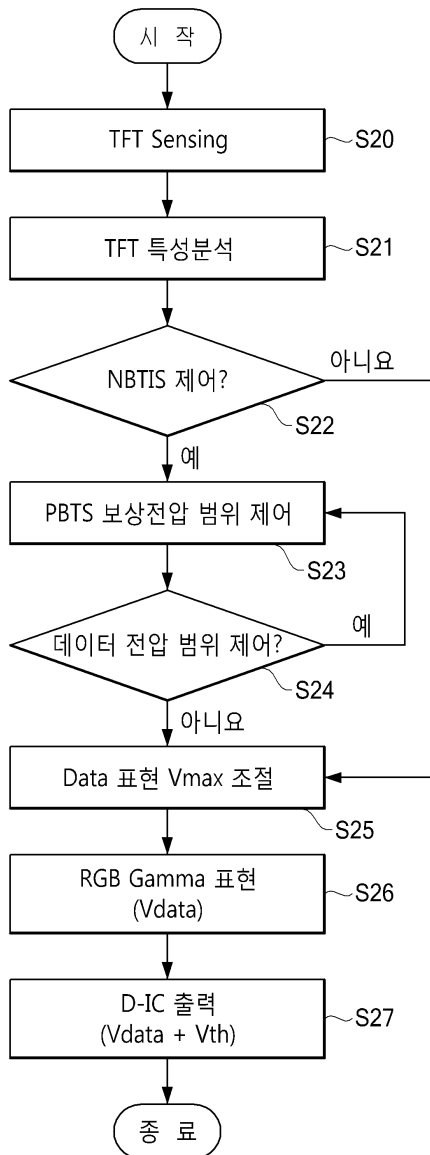 시 작
TFT Sensing
S20
TFT 특성분석
S21
NBTIS 제어?
아니요
S22
예
PBTS 보상전압 범위 제어
S23
데이터 전압 범위 제어?
예
S24
아니요
Data 표현 Vmax 조절
S25
RGB Gamma 표현
(Vdata)
S26
D-IC 출력
(Vdata + Vth)
S27
종 료